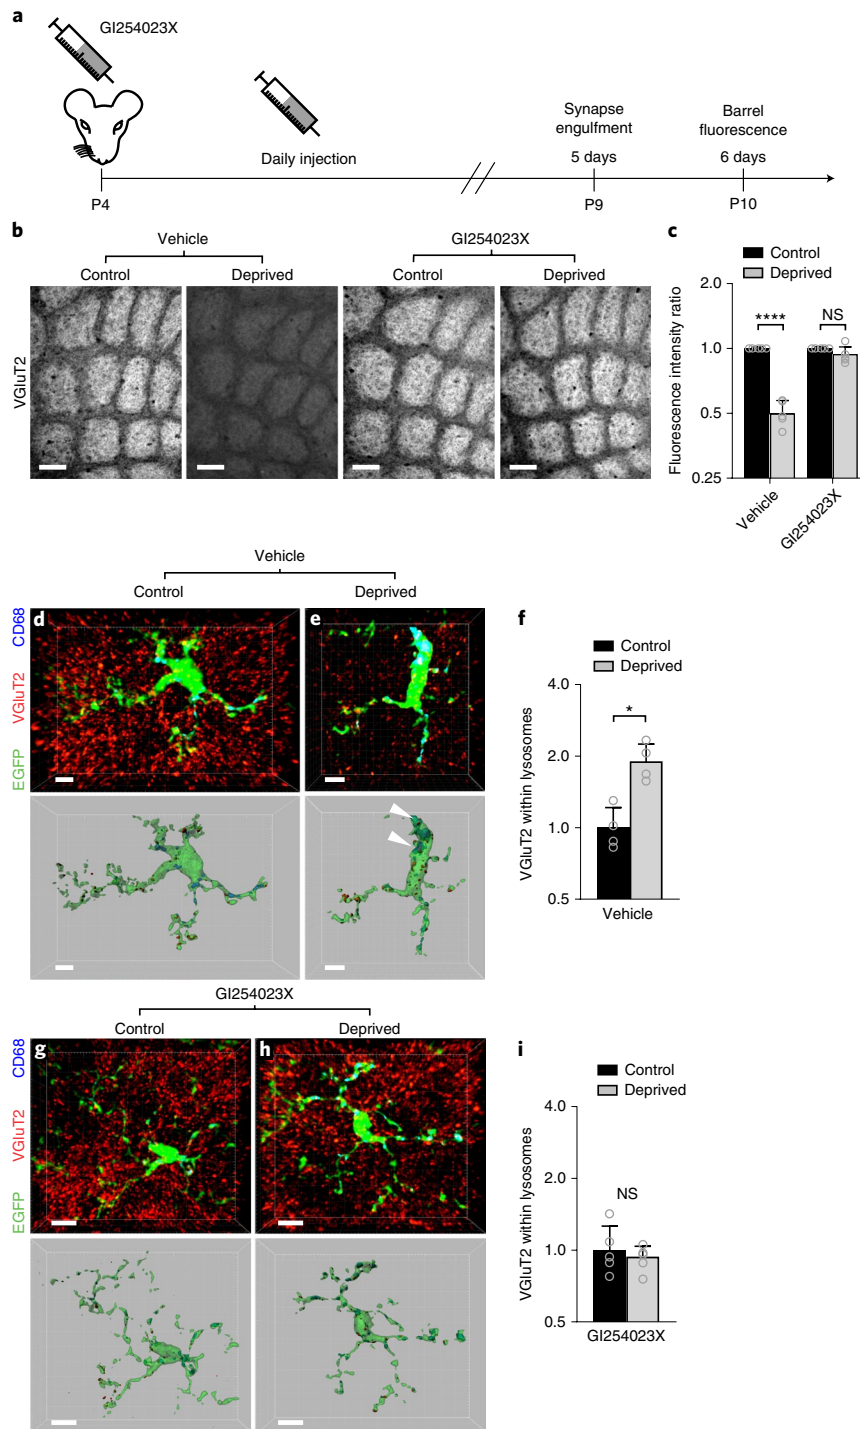 a
GI254023X
Daily injection
Synapse
engulfment
Barrel
fluorescence
5 days
6 days
P4
P9
P10
b
Vehicle
GI254023X
Control
Deprived
Control
Deprived
VGluT2
c
Control
Deprived
Fluorescence intensity ratio
2.0
1.0
0.5
0.25
****
NS
Vehicle
GI254023X
Vehicle
Control
Deprived
d
e
EGFP VGluT2 CD68
f
Control
Deprived
VGluT2 within lysosomes
4.0
2.0
1.0
0.5
*
Vehicle
GI254023X
Control
Deprived
g
h
EGFP VGluT2 CD68
i
Control
Deprived
VGluT2 within lysosomes
4.0
2.0
1.0
0.5
NS
GI254023X